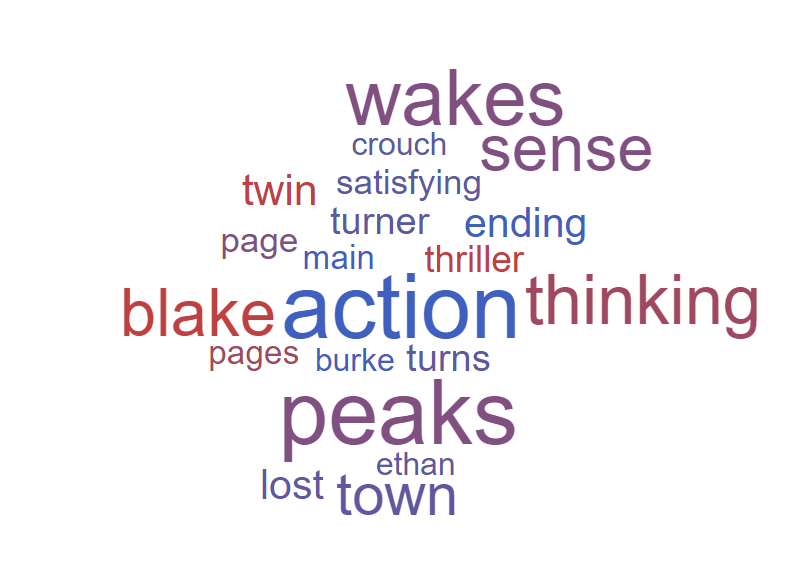 wakes
crouch sense
twin satisfying
turner ending
page main thriller
blake action thinking
pages burke turns
peaks
ethan
lost town